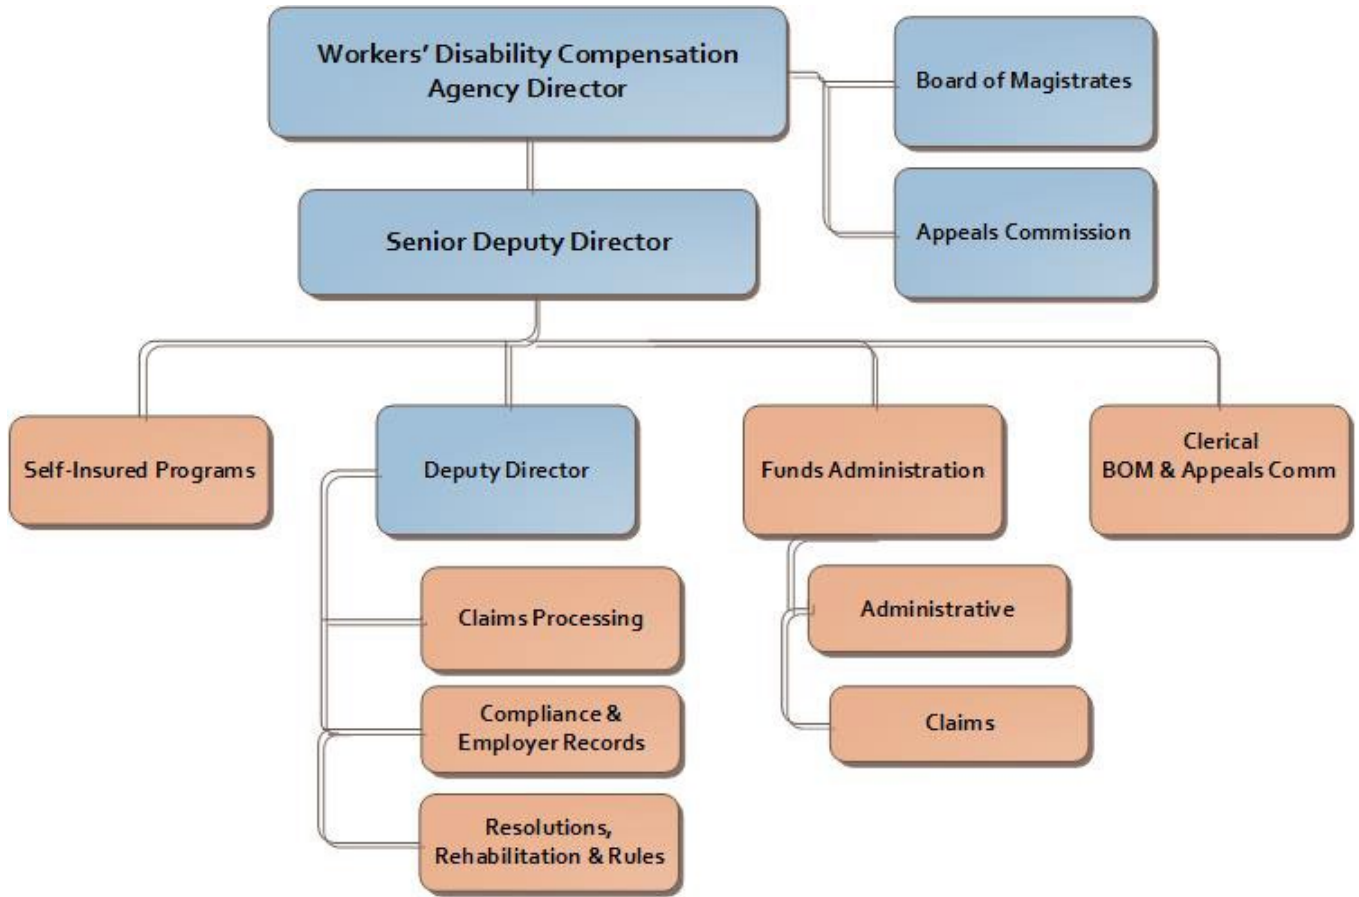 Workers’ Disability Compensation
Agency Director
Board of Magistrates
Appeals Commission
Senior Deputy Director
Self-Insured Programs
Deputy Director
Funds Administration
Clerical
BOM & Appeals Comm
Claims Processing
Administrative
Compliance &
Employer Records
Claims
Resolutions,
Rehabilitation & Rules